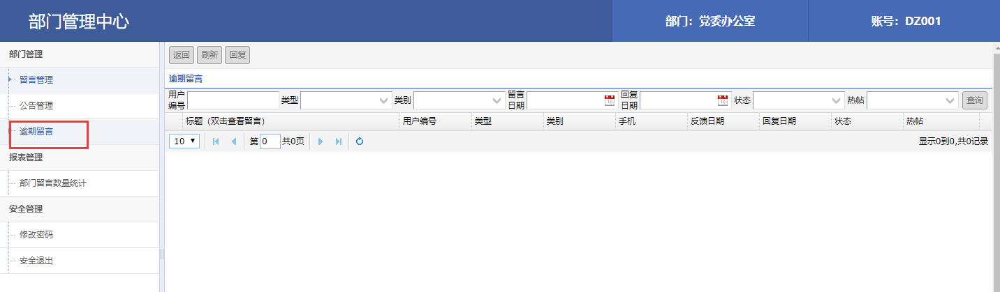 部门管理中心
部门：党委办公室
账号：DZ001
部门管理
留言管理
公告管理
逾期留言
报表管理
部门留言数量统计
安全管理
修改密码
安全退出
返回 刷新 回复
逾期留言
用户编号 类型 类别 留言日期 回复日期 状态 热帖 查询
标题（双击查看留言） 用户编号 类型 类别 手机 反馈日期 回复日期 状态 热帖
10 第 0 共0页 显示0到0,共0记录